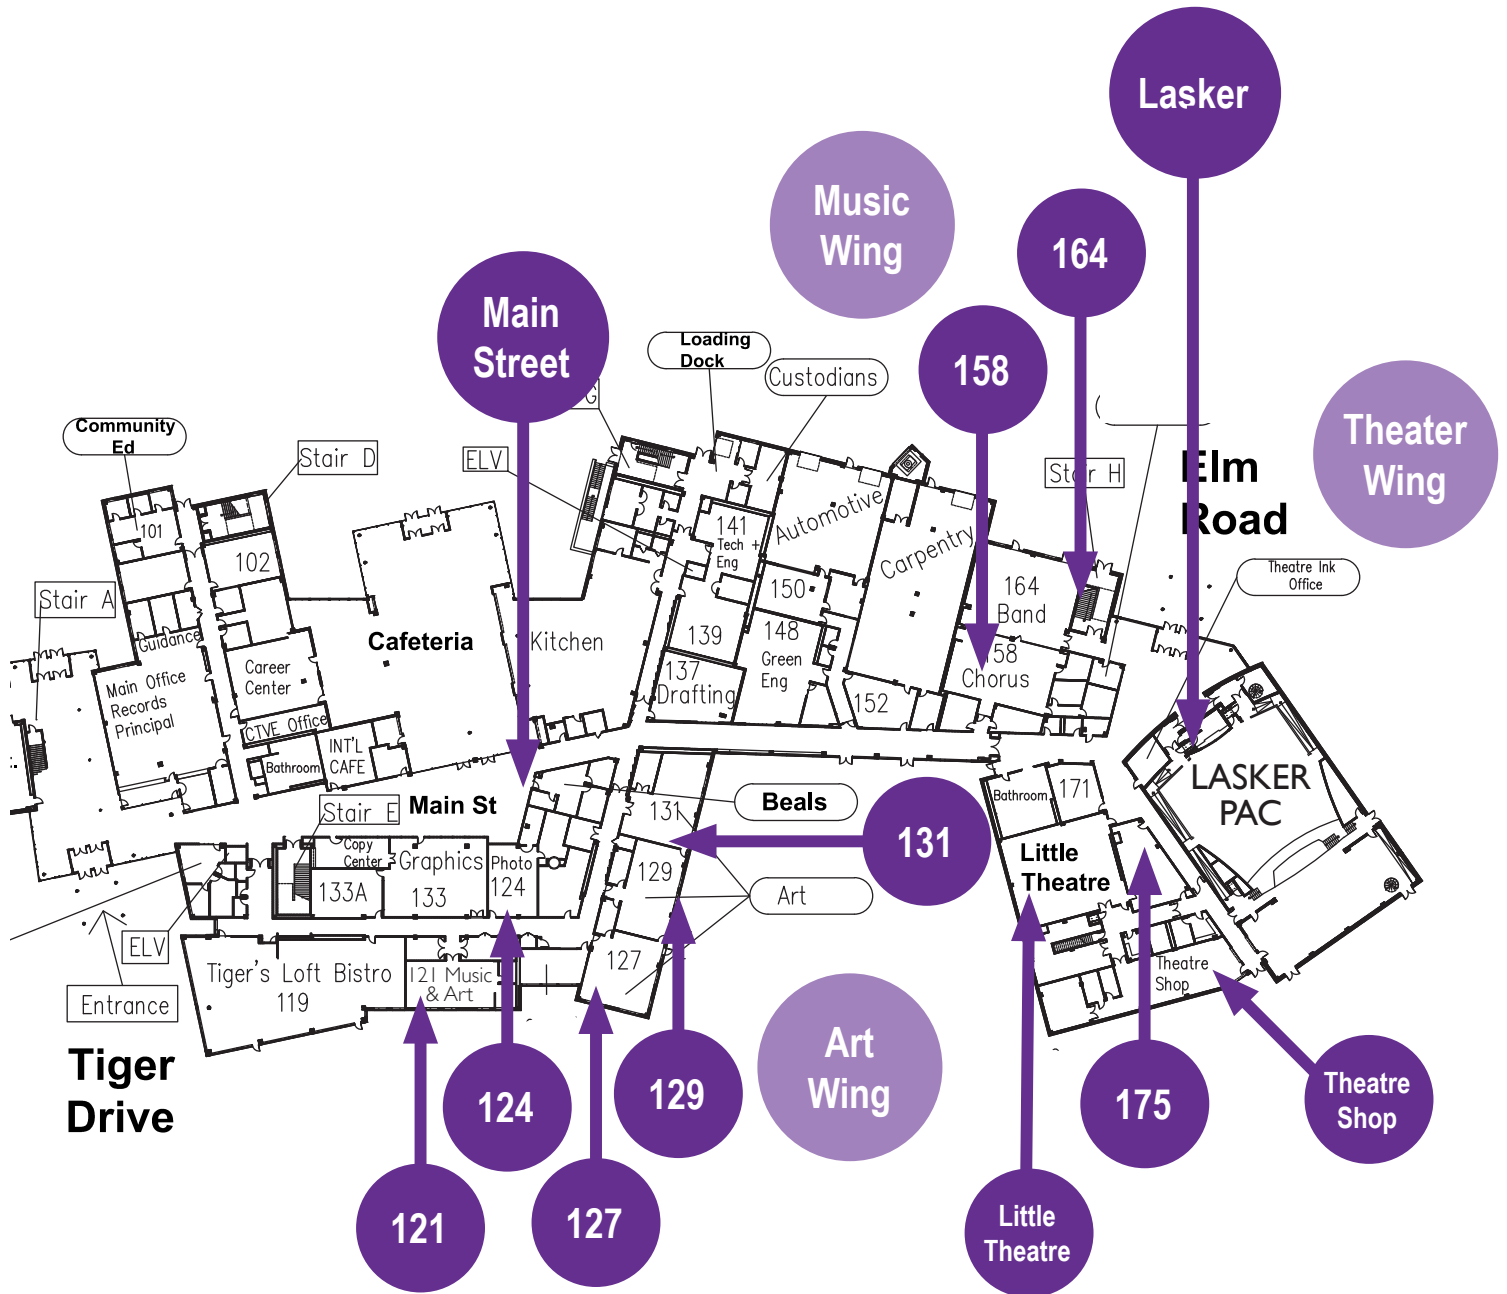 Lasker
Music
Wing
164
Main
Street
158
Theater
Wing
Loading
Dock
Custodians
G
Community
Ed
Stair D
ELV
Stair H
Elm
Road
101
102
141
Tech +
Eng
Automotive
Carpentry
Theatre Ink
Office
Stair A
150
164
Band
Guidance
Cafeteria
Kitchen
139
148
Green
Eng
158
Chorus
Career
Center
Main Office
Records
Principal
137
Drafting
152
CTVE Office
INT'L
CAFE
Bathroom
LASKER
PAC
Main St
Stair E
Beals
131
Bathroom
171
131
Copy
Center
Graphics
133
Photo
124
133A
129
Art
Little
Theatre
ELV
Entrance
Tiger's Loft Bistro
119
121 Music
& Art
127
Theatre
Shop
Tiger
Drive
Art
Wing
124
129
175
Theatre
Shop
121
127
Little
Theatre